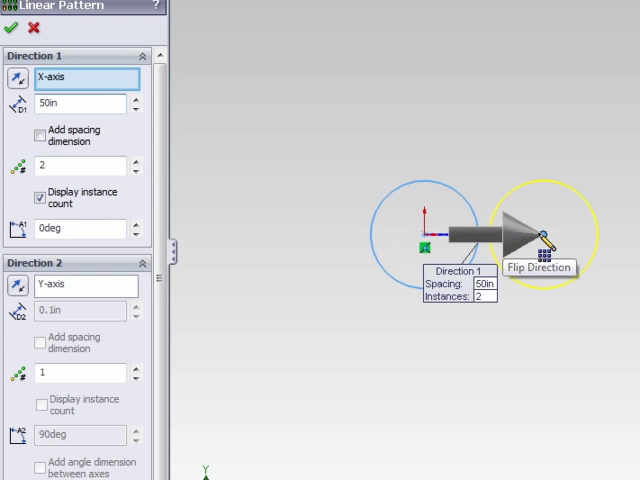 Linear Pattern ?
Direction 1
X-axis
D1 50in
Add spacing
dimension
2
Display instance
count
A1 0deg
Direction 2
Y-axis
D2 0.1in
Add spacing
dimension
1
Display instance
count
A2 90deg
Add angle dimension
between axes
Direction 1
Spacing: 50in
Instances: 2
Flip Direction
Y